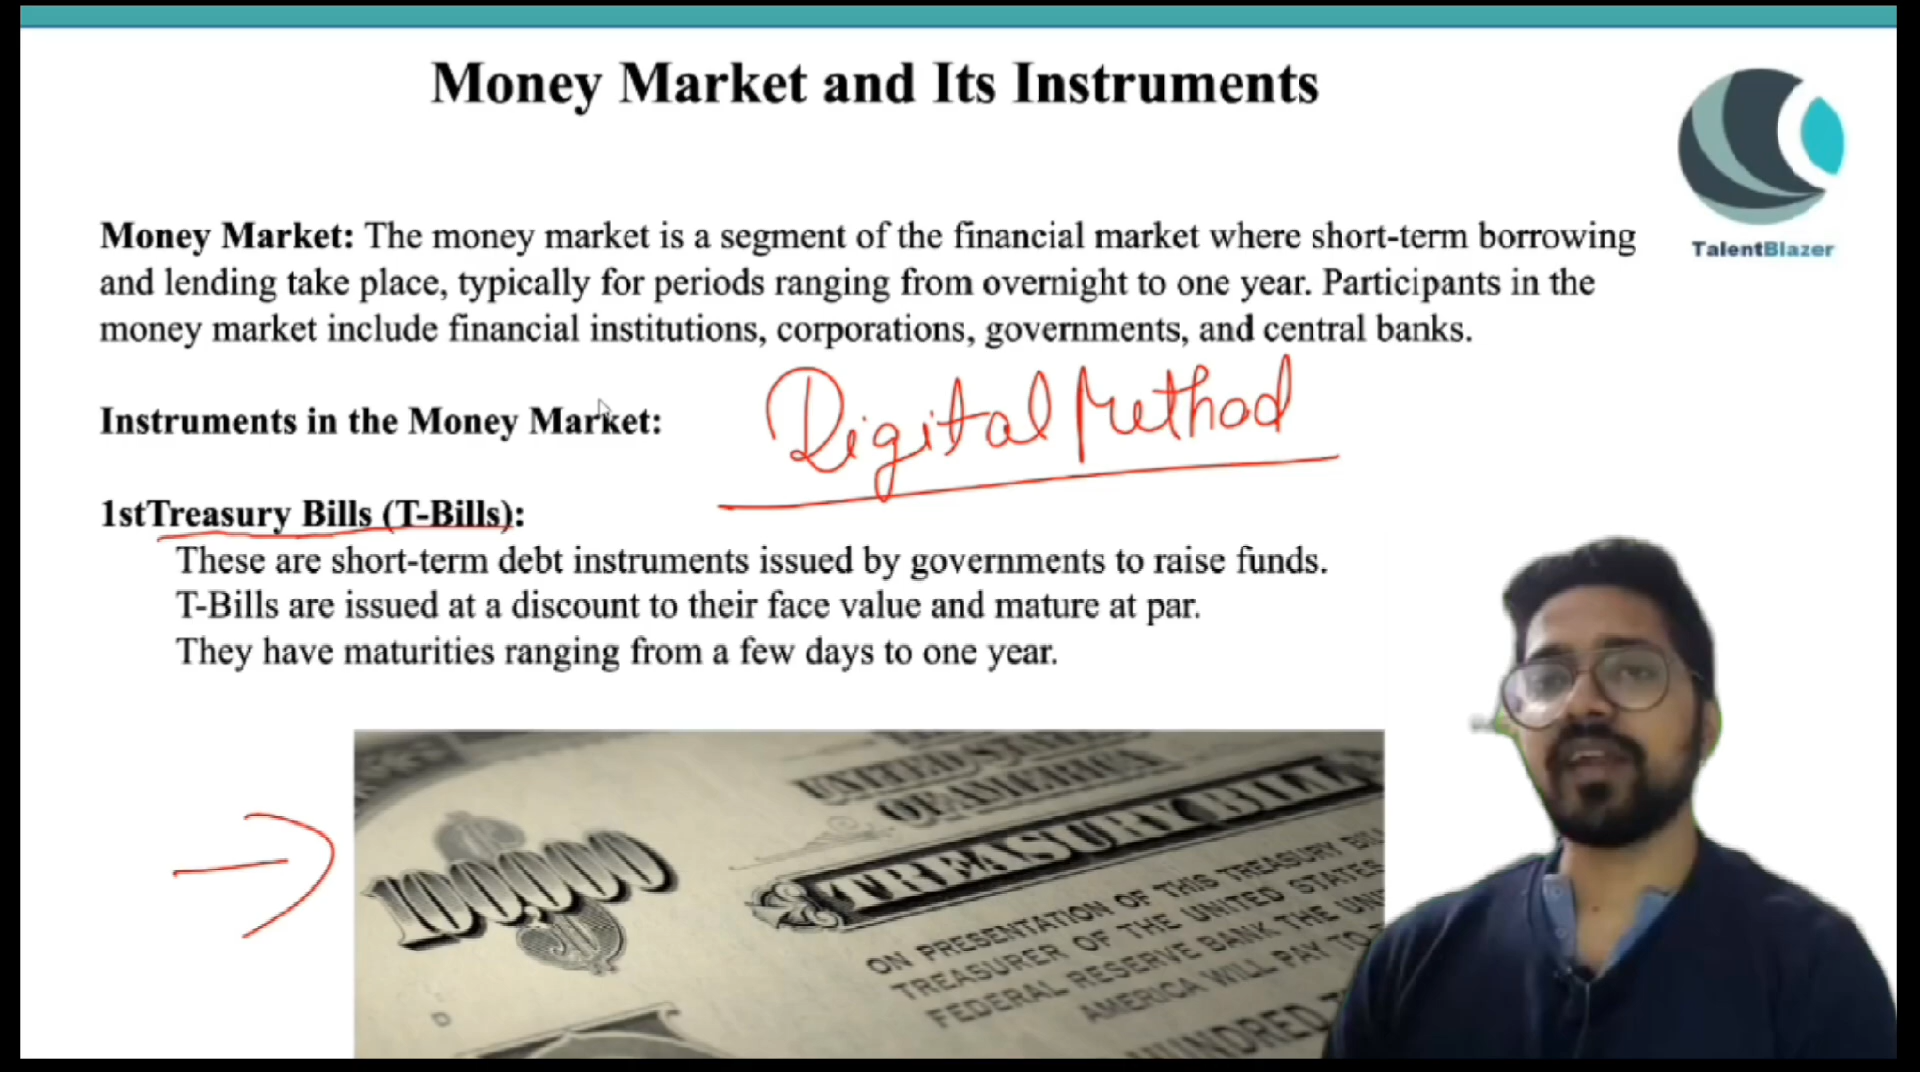 Money Market and Its Instruments
TalentBlazer
Money Market: The money market is a segment of the financial market where short-term borrowing
and lending take place, typically for periods ranging from overnight to one year. Participants in the
money market include financial institutions, corporations, governments, and central banks.
Digital Method
Instruments in the Money Market:
1stTreasury Bills (T-Bills):
These are short-term debt instruments issued by governments to raise funds.
T-Bills are issued at a discount to their face value and mature at par.
They have maturities ranging from a few days to one year.
UNITED STATES
OF AMERICA
100,000
TREASURY BILL
ON PRESENTATION OF THIS TREASURY BILL
TREASURER OF THE UNITED STATES
FEDERAL RESERVE BANK THE
AMERICA WILL PAY TO
HUNDRED
D